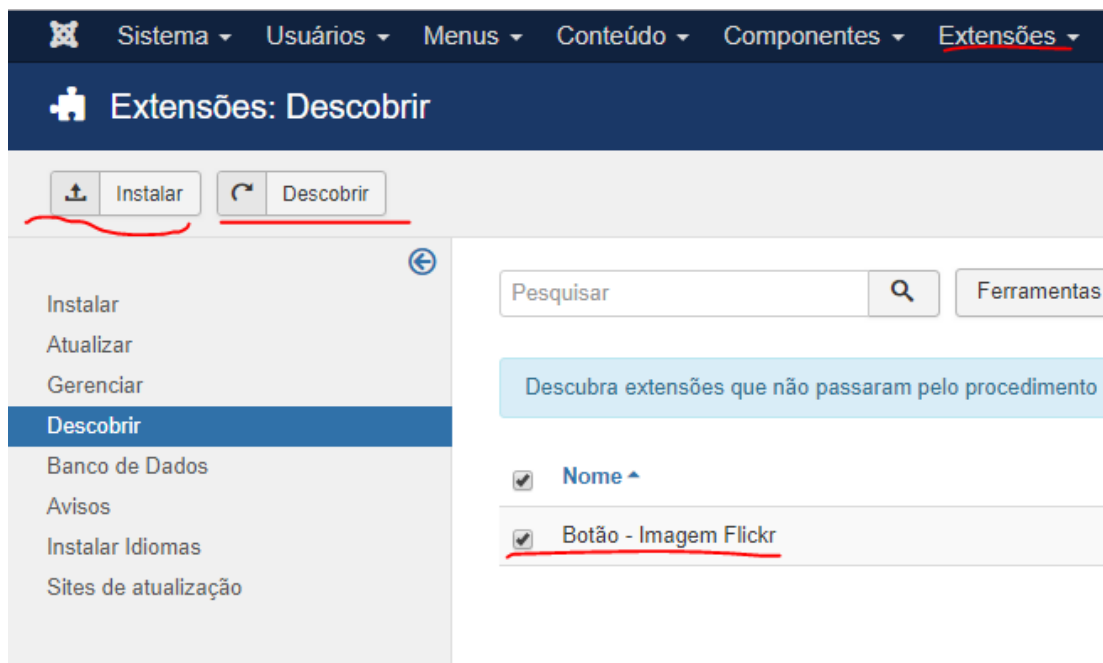 Sistema Usuários Menus Conteúdo Componentes Extensões
Extensões: Descobrir
Instalar Descobrir
Instalar
Atualizar
Gerenciar
Descobrir
Banco de Dados
Avisos
Instalar Idiomas
Sites de atualização
Pesquisar Ferramentas
Descubra extensões que não passaram pelo procedimento
Nome
Botão - Imagem Flickr